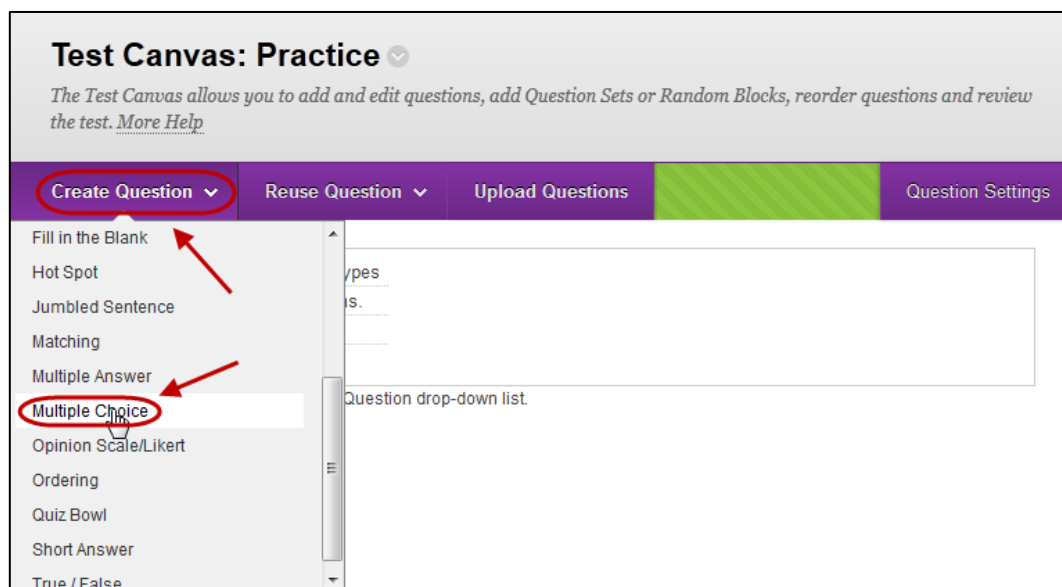 Test Canvas: Practice
The Test Canvas allows you to add and edit questions, add Question Sets or Random Blocks, reorder questions and review
the test. More Help
Create Question Reuse Question Upload Questions Question Settings
Fill in the Blank
Hot Spot
ypes
Jumbled Sentence
ns.
Matching
Multiple Answer
Multiple Choice
Question drop-down list.
Opinion Scale/Likert
Ordering
Quiz Bowl
Short Answer
True / False